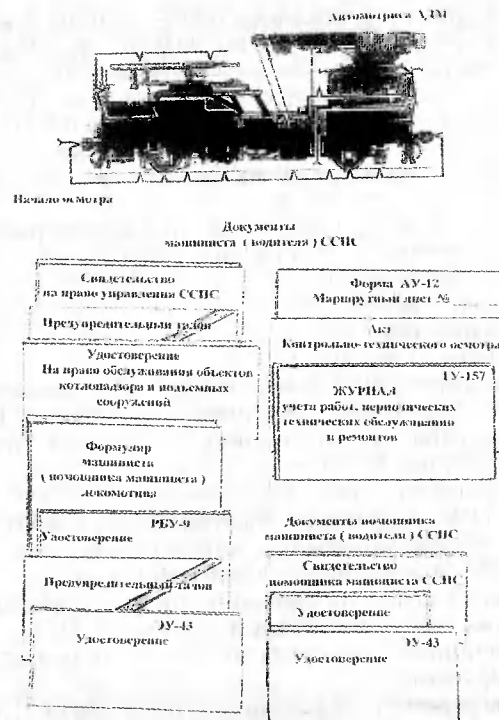 Автомотриса АДМ
Начало осмотра
Документы
машиниста ( водителя ) ССПС
Свидетельство
на право управления ССПС
Предупредительный талон
Удостоверение
На право обслуживания объектов
котлонадзора и подъемных
сооружений
Формуляр
машиниста
( помощника машиниста )
локомотива
РБУ-9
Удостоверение
Предупредительный талон
ЭУ-43
Удостоверение
Форма АУ-12
Маршрутный лист №
Акт
Контрольно-технического осмотра
ТУ-157
ЖУРНАЛ
учета работ, периодических
технических обслуживаний
и ремонтов
Документы помощника
машиниста ( водителя ) ССПС
Свидетельство
помощника машиниста ССПС
Удостоверение
ЭУ-43
Удостоверение